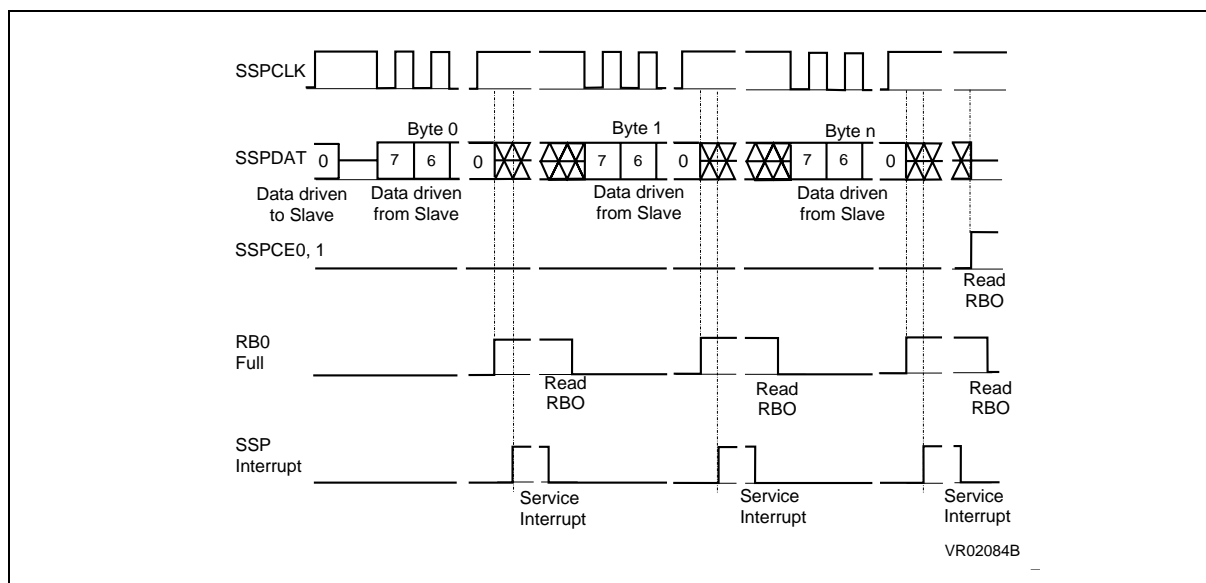 SSPCLK
Byte 0 Byte 1 Byte n
SSPDAT 0 7 6 0 7 6 0 7 6 0
Data driven Data driven Data driven Data driven
to Slave from Slave from Slave from Slave
SSPCE0, 1
Read
RBO
RB0
Full
Read Read Read
RBO RBO RBO
SSP
Interrupt
Service Service Service
Interrupt Interrupt Interrupt
VR02084B